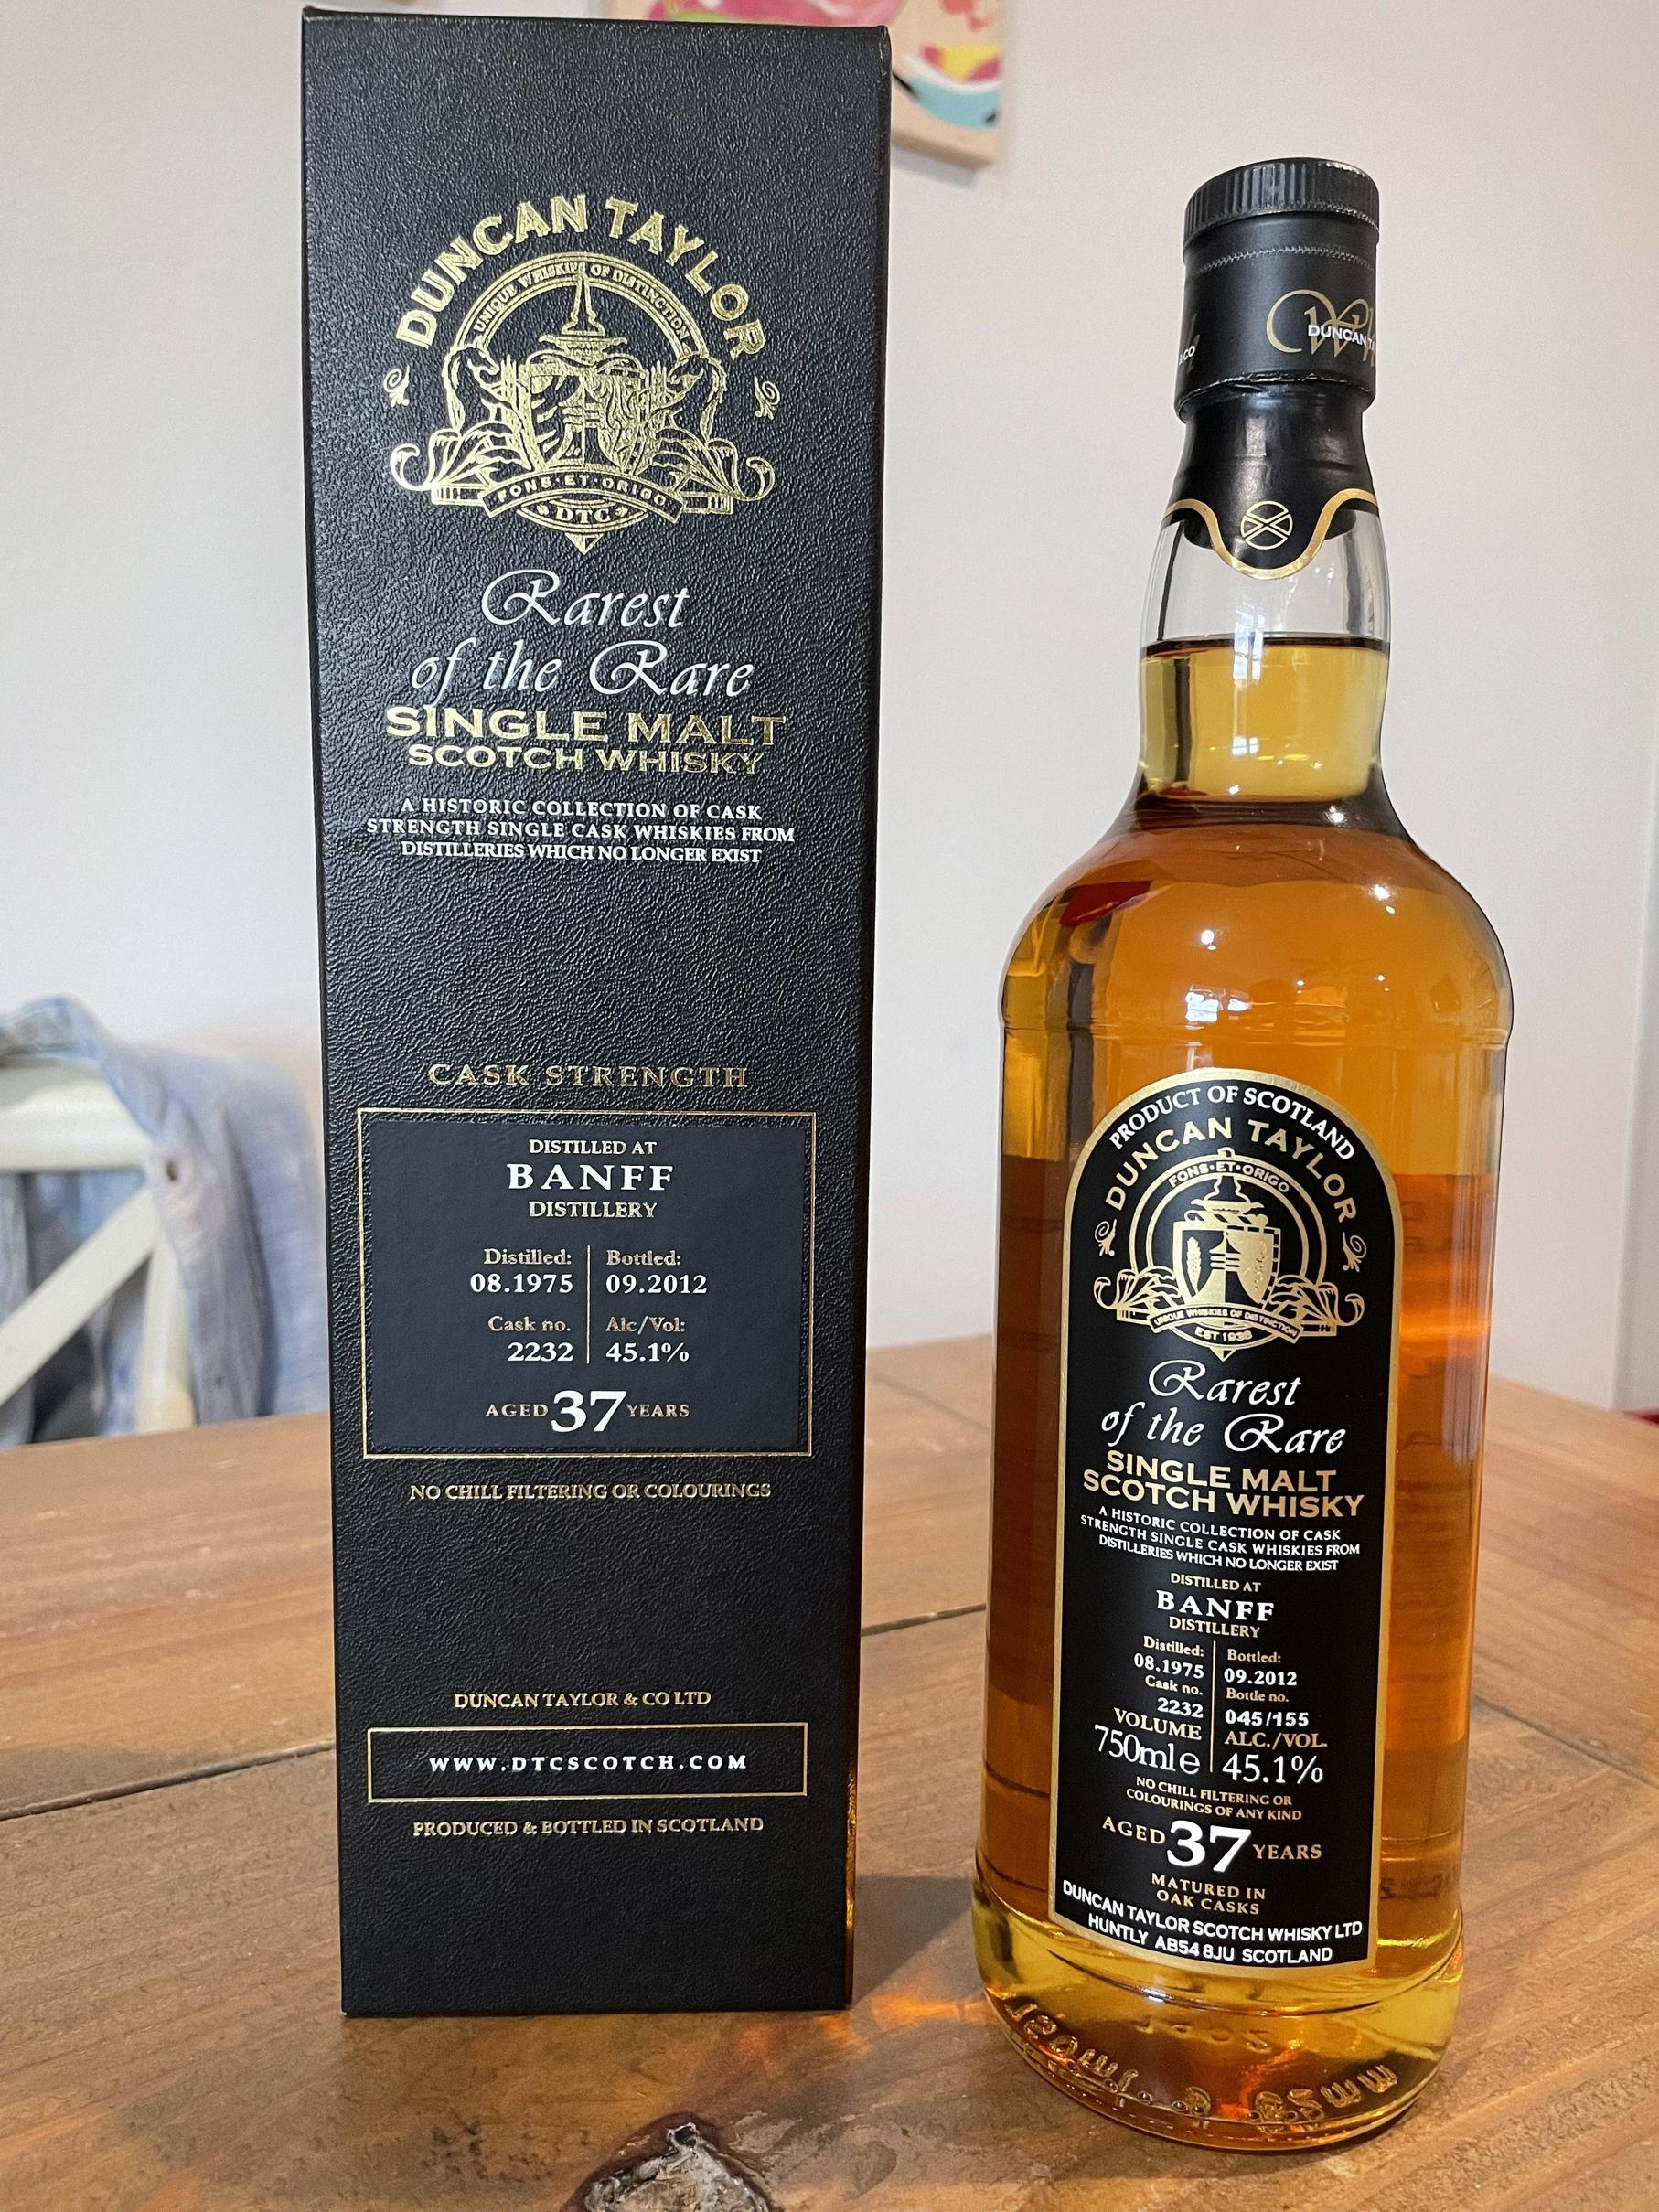 DUNCAN TAYLOR
UNIQUE WHISKIES OF DISTINCTION
FONS·ET·ORIGO
DTC
Rarest
of the Rare
SINGLE MALT
SCOTCH WHISKY
A HISTORIC COLLECTION OF CASK
STRENGTH SINGLE CASK WHISKIES FROM
DISTILLERIES WHICH NO LONGER EXIST
CASK STRENGTH
DISTILLED AT
BANFF
DISTILLERY
Distilled: Bottled:
08.1975 09.2012
Cask no. Alc/Vol:
2232 45.1%
AGED 37 YEARS
NO CHILL FILTERING OR COLOURINGS
DUNCAN TAYLOR & CO LTD
WWW.DTCSCOTCH.COM
PRODUCED & BOTTLED IN SCOTLAND
&CO
DUNCAN
PRODUCT OF SCOTLAND
DUNCAN TAYLOR
FONS·ET·ORIGO
UNIQUE WHISKIES OF DISTINCTION
EST 1938
Rarest
of the Rare
SINGLE MALT
SCOTCH WHISKY
A HISTORIC COLLECTION OF CASK
STRENGTH SINGLE CASK WHISKIES FROM
DISTILLERIES WHICH NO LONGER EXIST
DISTILLED AT
BANFF
DISTILLERY
Distilled: Bottled:
08.1975 09.2012
Cask no. Bottle no.
2232 045/155
VOLUME ALC./VOL.
750ml e 45.1%
NO CHILL FILTERING OR
COLOURINGS OF ANY KIND
AGED 37 YEARS
MATURED IN
OAK CASKS
DUNCAN TAYLOR SCOTCH WHISKY LTD
HUNTLY AB54 8JU SCOTLAND